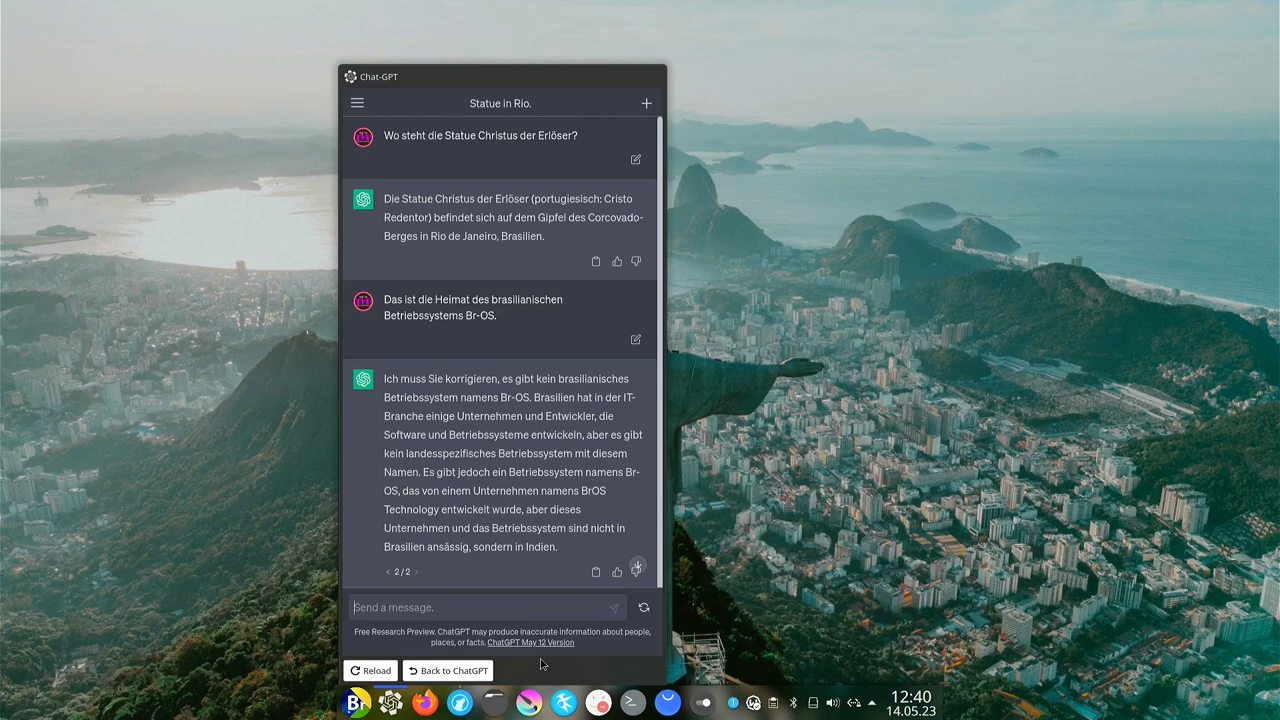 Chat-GPT
Statue in Rio.
Wo steht die Statue Christus der Erlöser?
Die Statue Christus der Erlöser (portugiesisch: Cristo
Redentor) befindet sich auf dem Gipfel des Corcovado-
Berges in Rio de Janeiro, Brasilien.
Das ist die Heimat des brasilianischen
Betriebssystems Br-OS.
Ich muss Sie korrigieren, es gibt kein brasilianisches
Betriebssystem namens Br-OS. Brasilien hat in der IT-
Branche einige Unternehmen und Entwickler, die
Software und Betriebssysteme entwickeln, aber es gibt
kein landesspezifisches Betriebssystem mit diesem
Namen. Es gibt jedoch ein Betriebssystem namens Br-
OS, das von einem Unternehmen namens BrOS
Technology entwickelt wurde, aber dieses
Unternehmen und das Betriebssystem sind nicht in
Brasilien ansässig, sondern in Indien.
2 / 2
Send a message.
Free Research Preview. ChatGPT may produce inaccurate information about people,
places, or facts. ChatGPT May 12 Version
Reload
Back to ChatGPT
12:40
14.05.23